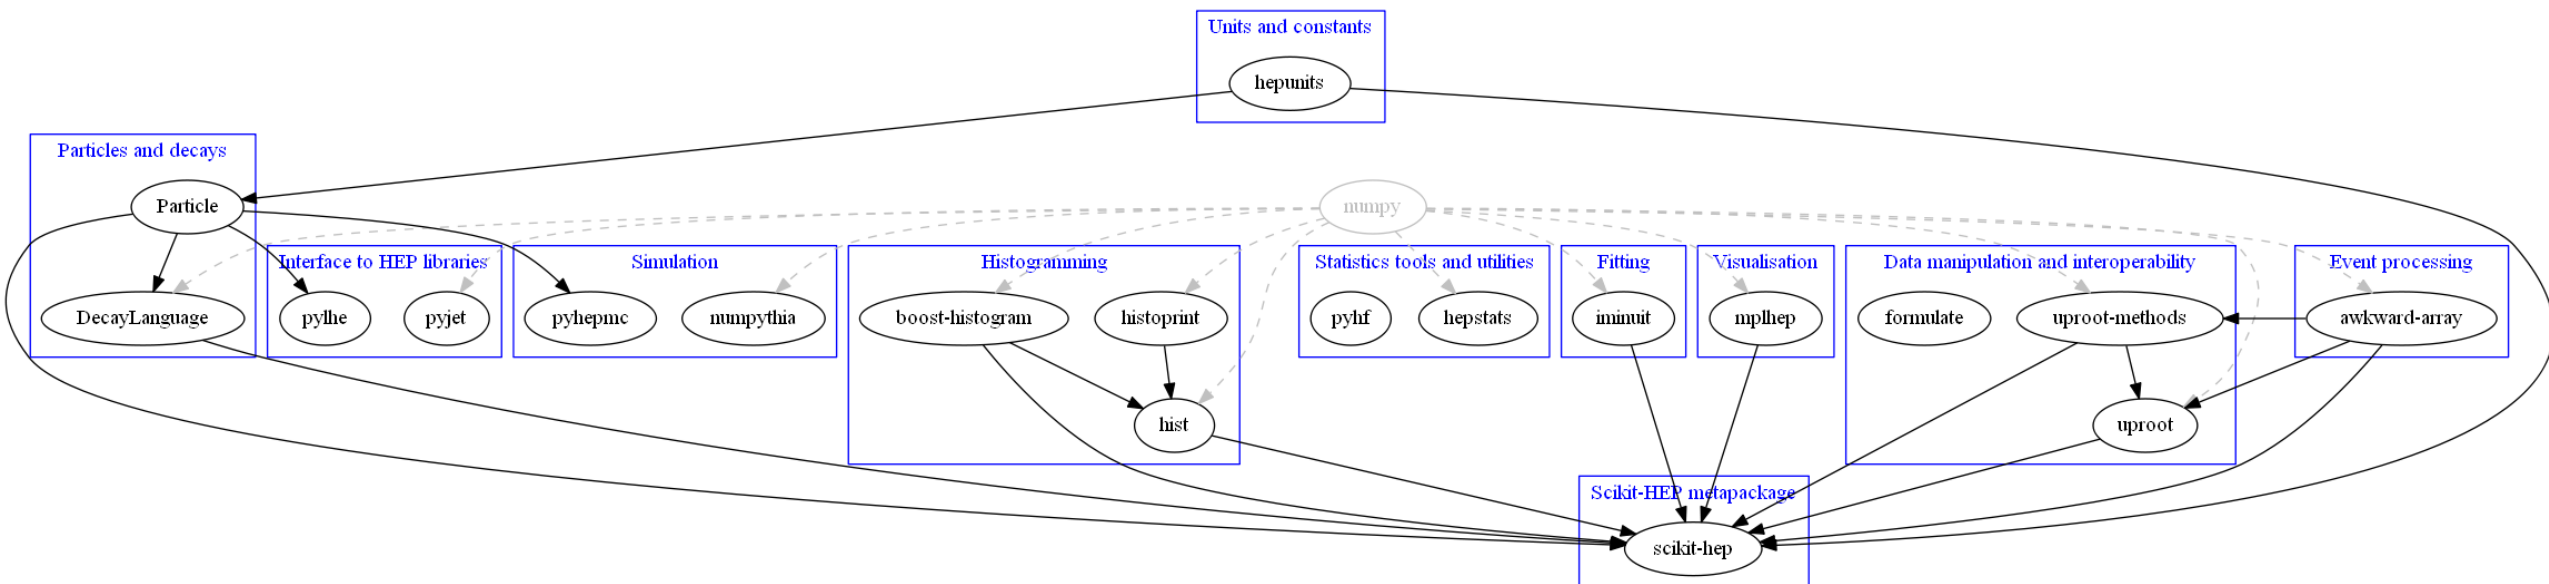 Units and constants
hepunits
Particles and decays
Particle
numpy
Interface to HEP libraries
Simulation
Histogramming
Statistics tools and utilities
Fitting
Visualisation
Data manipulation and interoperability
Event processing
DecayLanguage
pylhe
pyjet
pyhepmc
numpythia
boost-histogram
histoprint
pyhf
hepstats
iminuit
mplhep
formulate
uproot-methods
awkward-array
hist
uproot
Scikit-HEP metapackage
scikit-hep